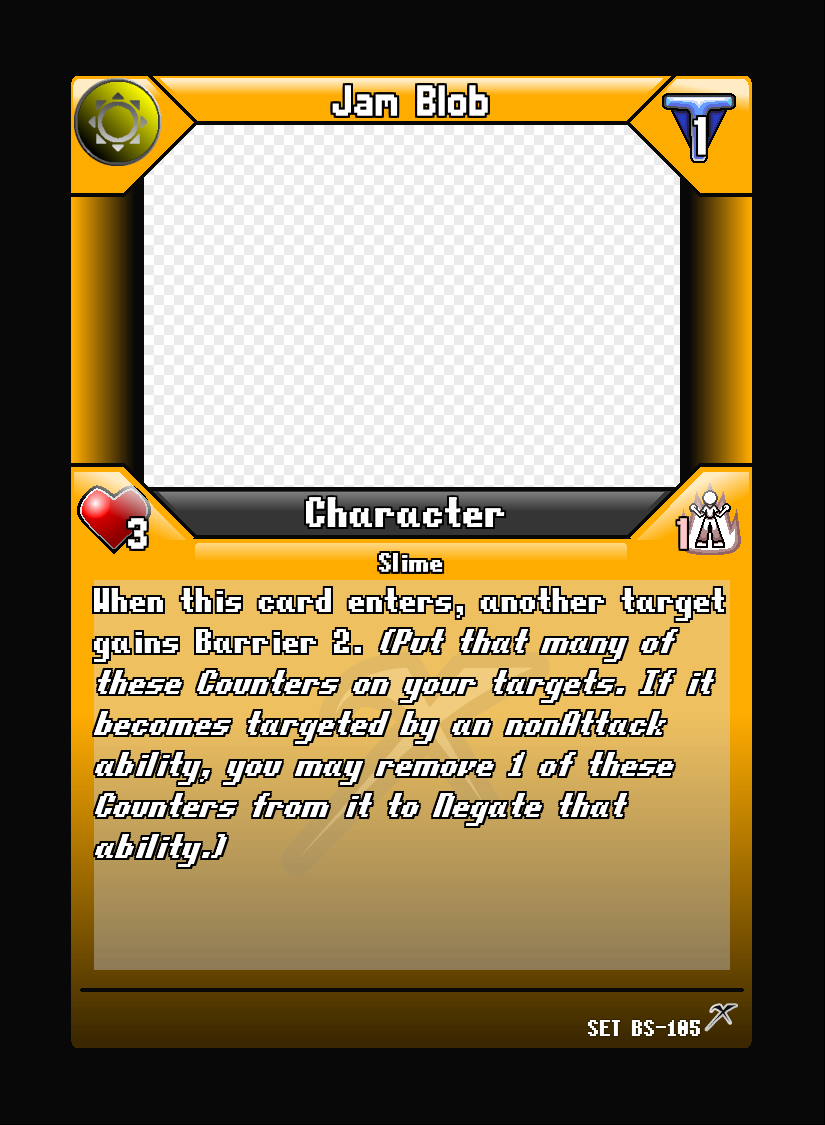 Jam Blob
1
3
Character
1
Slime
When this card enters, another target
gains Barrier 2. (Put that many of
these Counters on your targets. If it
becomes targeted by an nonAttack
ability, you may remove 1 of these
Counters from it to Negate that
ability.)
SET BS-105